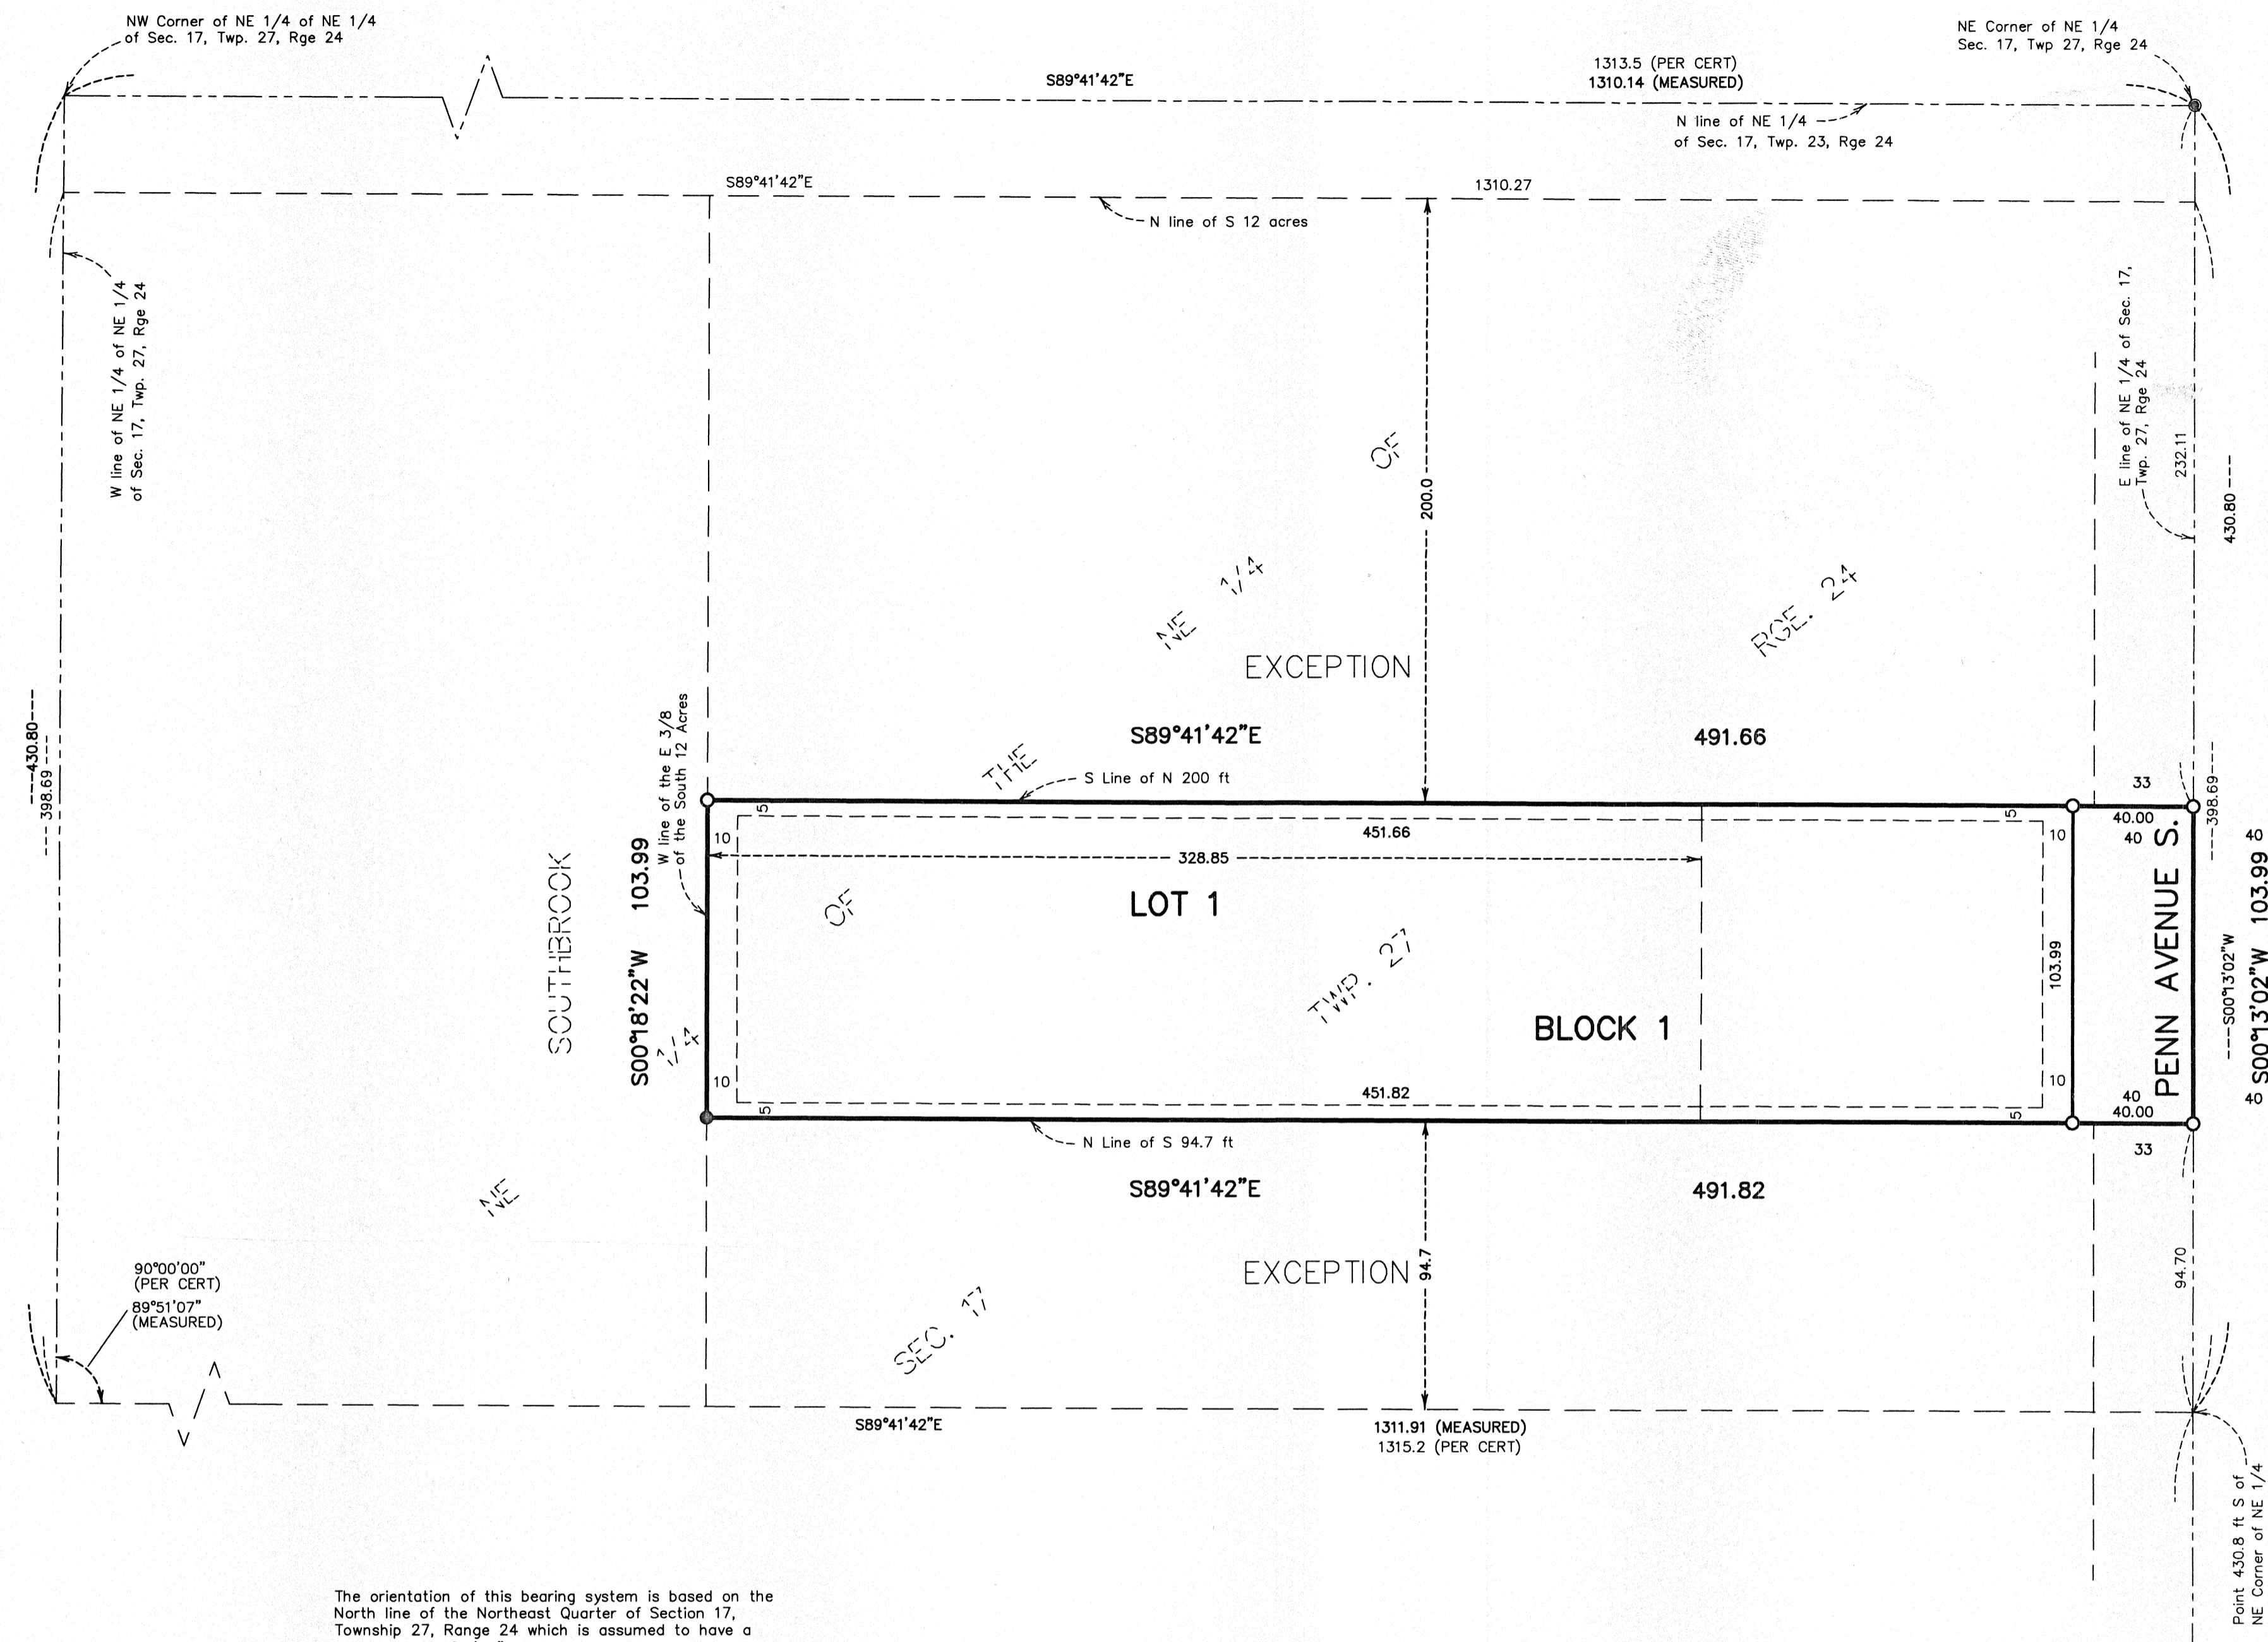 NW Corner of NE 1/4 of NE 1/4
of Sec. 17, Twp. 27, Rge 24
S89°41'42"E
1313.5 (PER CERT)
1310.14 (MEASURED)
NE Corner of NE 1/4
Sec. 17, Twp 27, Rge 24
N line of NE 1/4
of Sec. 17, Twp. 23, Rge 24
S89°41'42"E
1310.27
N line of S 12 acres
W line of NE 1/4 of NE 1/4
of Sec. 17, Twp. 27, Rge 24
E line of NE 1/4 of Sec. 17,
Twp. 27, Rge 24
232.11
430.80
200.0
OF
NE 1/4
RGE. 24
EXCEPTION
430.80
398.69
W line of the E 3/8
of the South 12 Acres
THE
S89°41'42"E
491.66
S Line of N 200 ft
33
398.69
5
5
10
451.66
10
40.00
40
40
328.85
SOUTHBROOK
S00°18'22"W 103.99
OF
LOT 1
TWP. 27
BLOCK 1
103.99
PENN AVENUE S.
S00°13'02"W
S00°13'02"W 103.99
1/4
10
5
451.82
10
5
40
40.00
40
N Line of S 94.7 ft
33
NE
S89°41'42"E
491.82
94.7
94.70
EXCEPTION
90°00'00"
(PER CERT)
89°51'07"
(MEASURED)
SEC. 17
S89°41'42"E
1311.91 (MEASURED)
1315.2 (PER CERT)
Point 430.8 ft S of
NE Corner of NE 1/4
The orientation of this bearing system is based on the
North line of the Northeast Quarter of Section 17,
Township 27, Range 24 which is assumed to have a